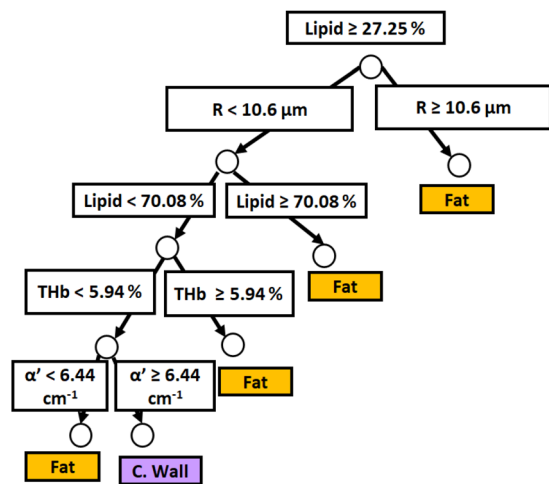 Lipid ≥ 27.25 %
R < 10.6 µm
R ≥ 10.6 µm
Lipid < 70.08 %
Lipid ≥ 70.08 %
Fat
THb < 5.94 %
THb ≥ 5.94 %
Fat
α’ < 6.44
cm⁻¹
α’ ≥ 6.44
cm⁻¹
Fat
Fat
C. Wall